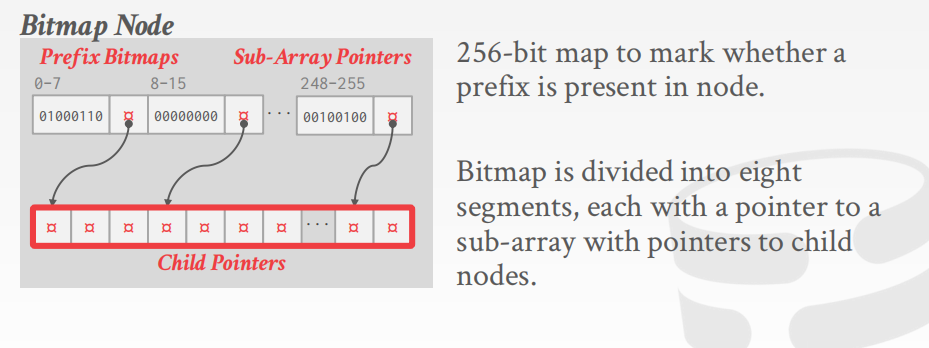 Bitmap Node
Prefix Bitmaps Sub-Array Pointers
0-7 8-15 248-255
01000110 ¤ 00000000 ¤ ··· 00100100 ¤
¤ ¤ ¤ ¤ ¤ ¤ ¤ ··· ¤ ¤
Child Pointers
256-bit map to mark whether a
prefix is present in node.
Bitmap is divided into eight
segments, each with a pointer to a
sub-array with pointers to child
nodes.